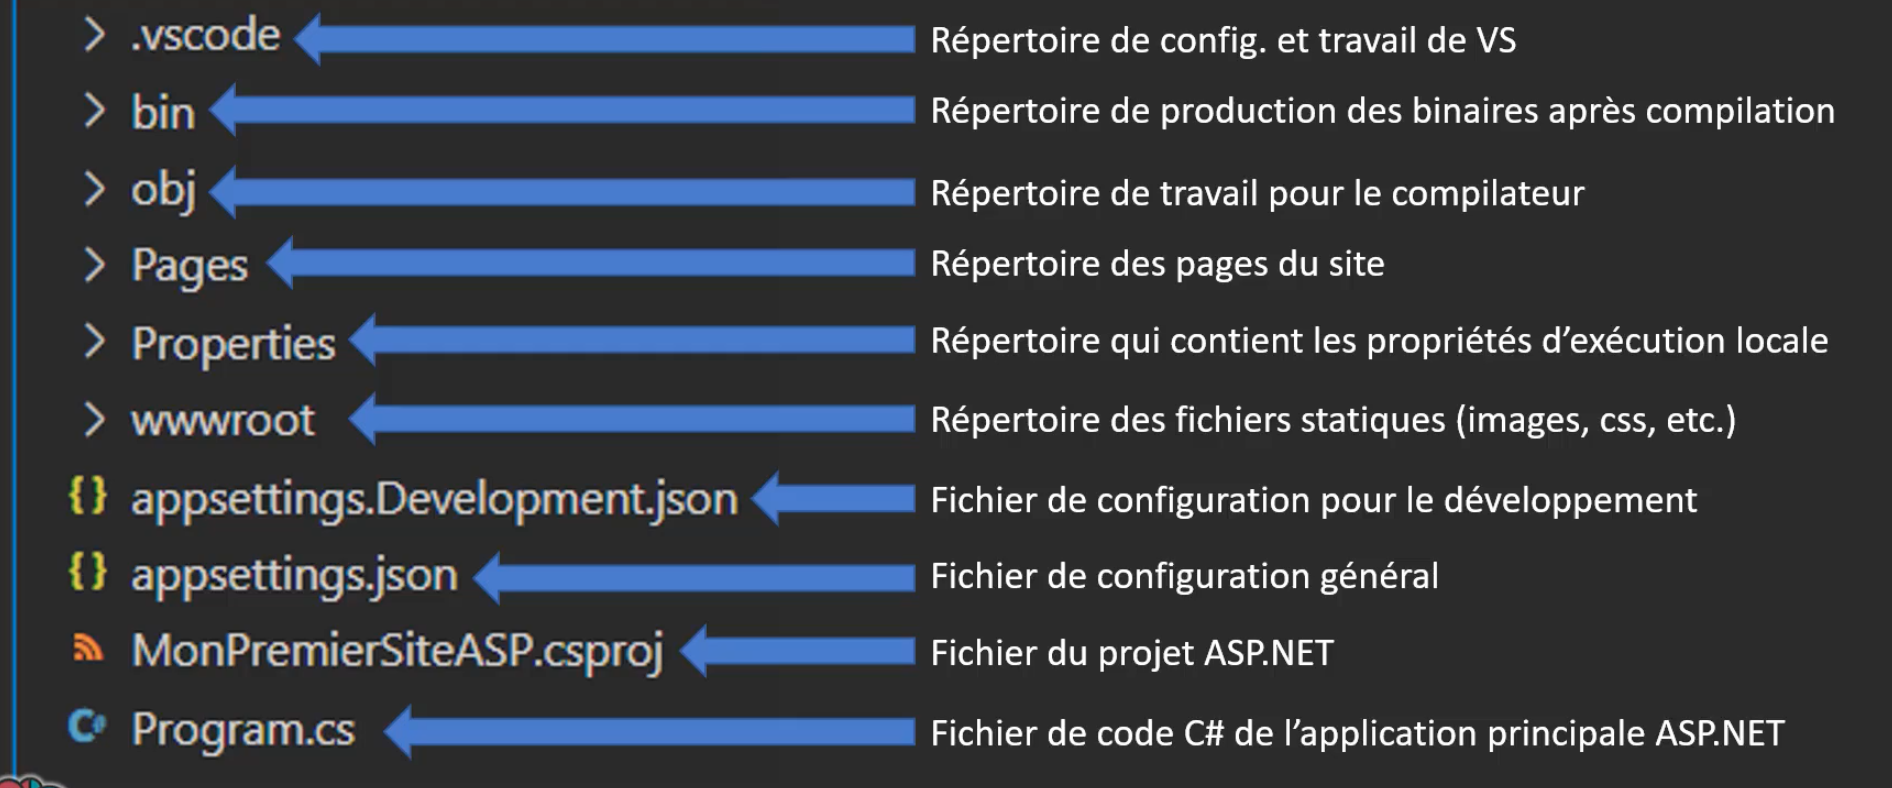 .vscode Répertoire de config. et travail de VS
bin Répertoire de production des binaires après compilation
obj Répertoire de travail pour le compilateur
Pages Répertoire des pages du site
Properties Répertoire qui contient les propriétés d’exécution locale
wwwroot Répertoire des fichiers statiques (images, css, etc.)
{} appsettings.Development.json Fichier de configuration pour le développement
{} appsettings.json Fichier de configuration général
MonPremierSiteASP.csproj Fichier du projet ASP.NET
C# Program.cs Fichier de code C# de l’application principale ASP.NET